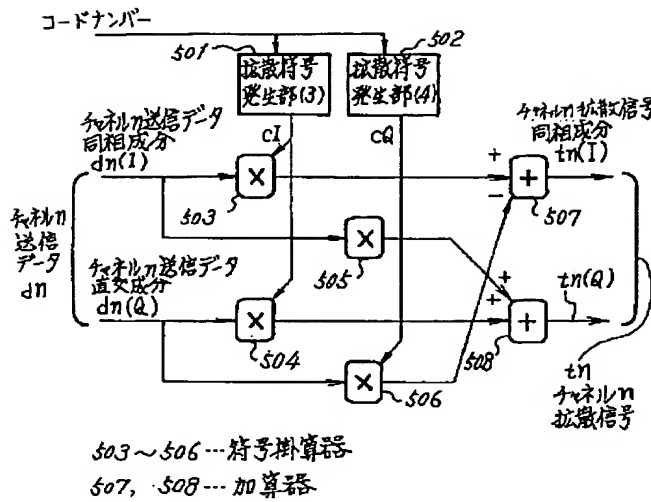 コードナンバー
501
502
拡散符号
発生部(3)
拡散符号
発生部(4)
チャネルn送信データ
同相成分
dn(I)
cI
cQ
チャネルn拡散信号
同相成分
tn(I)
+
−
×
503
+
507
チャネルn
送信
データ
dn
×
505
チャネルn送信データ
直交成分
dn(Q)
+
+
tn(Q)
×
504
+
508
×
506
tn
チャネルn
拡散信号
503～506…符号掛算器
507, 508…加算器